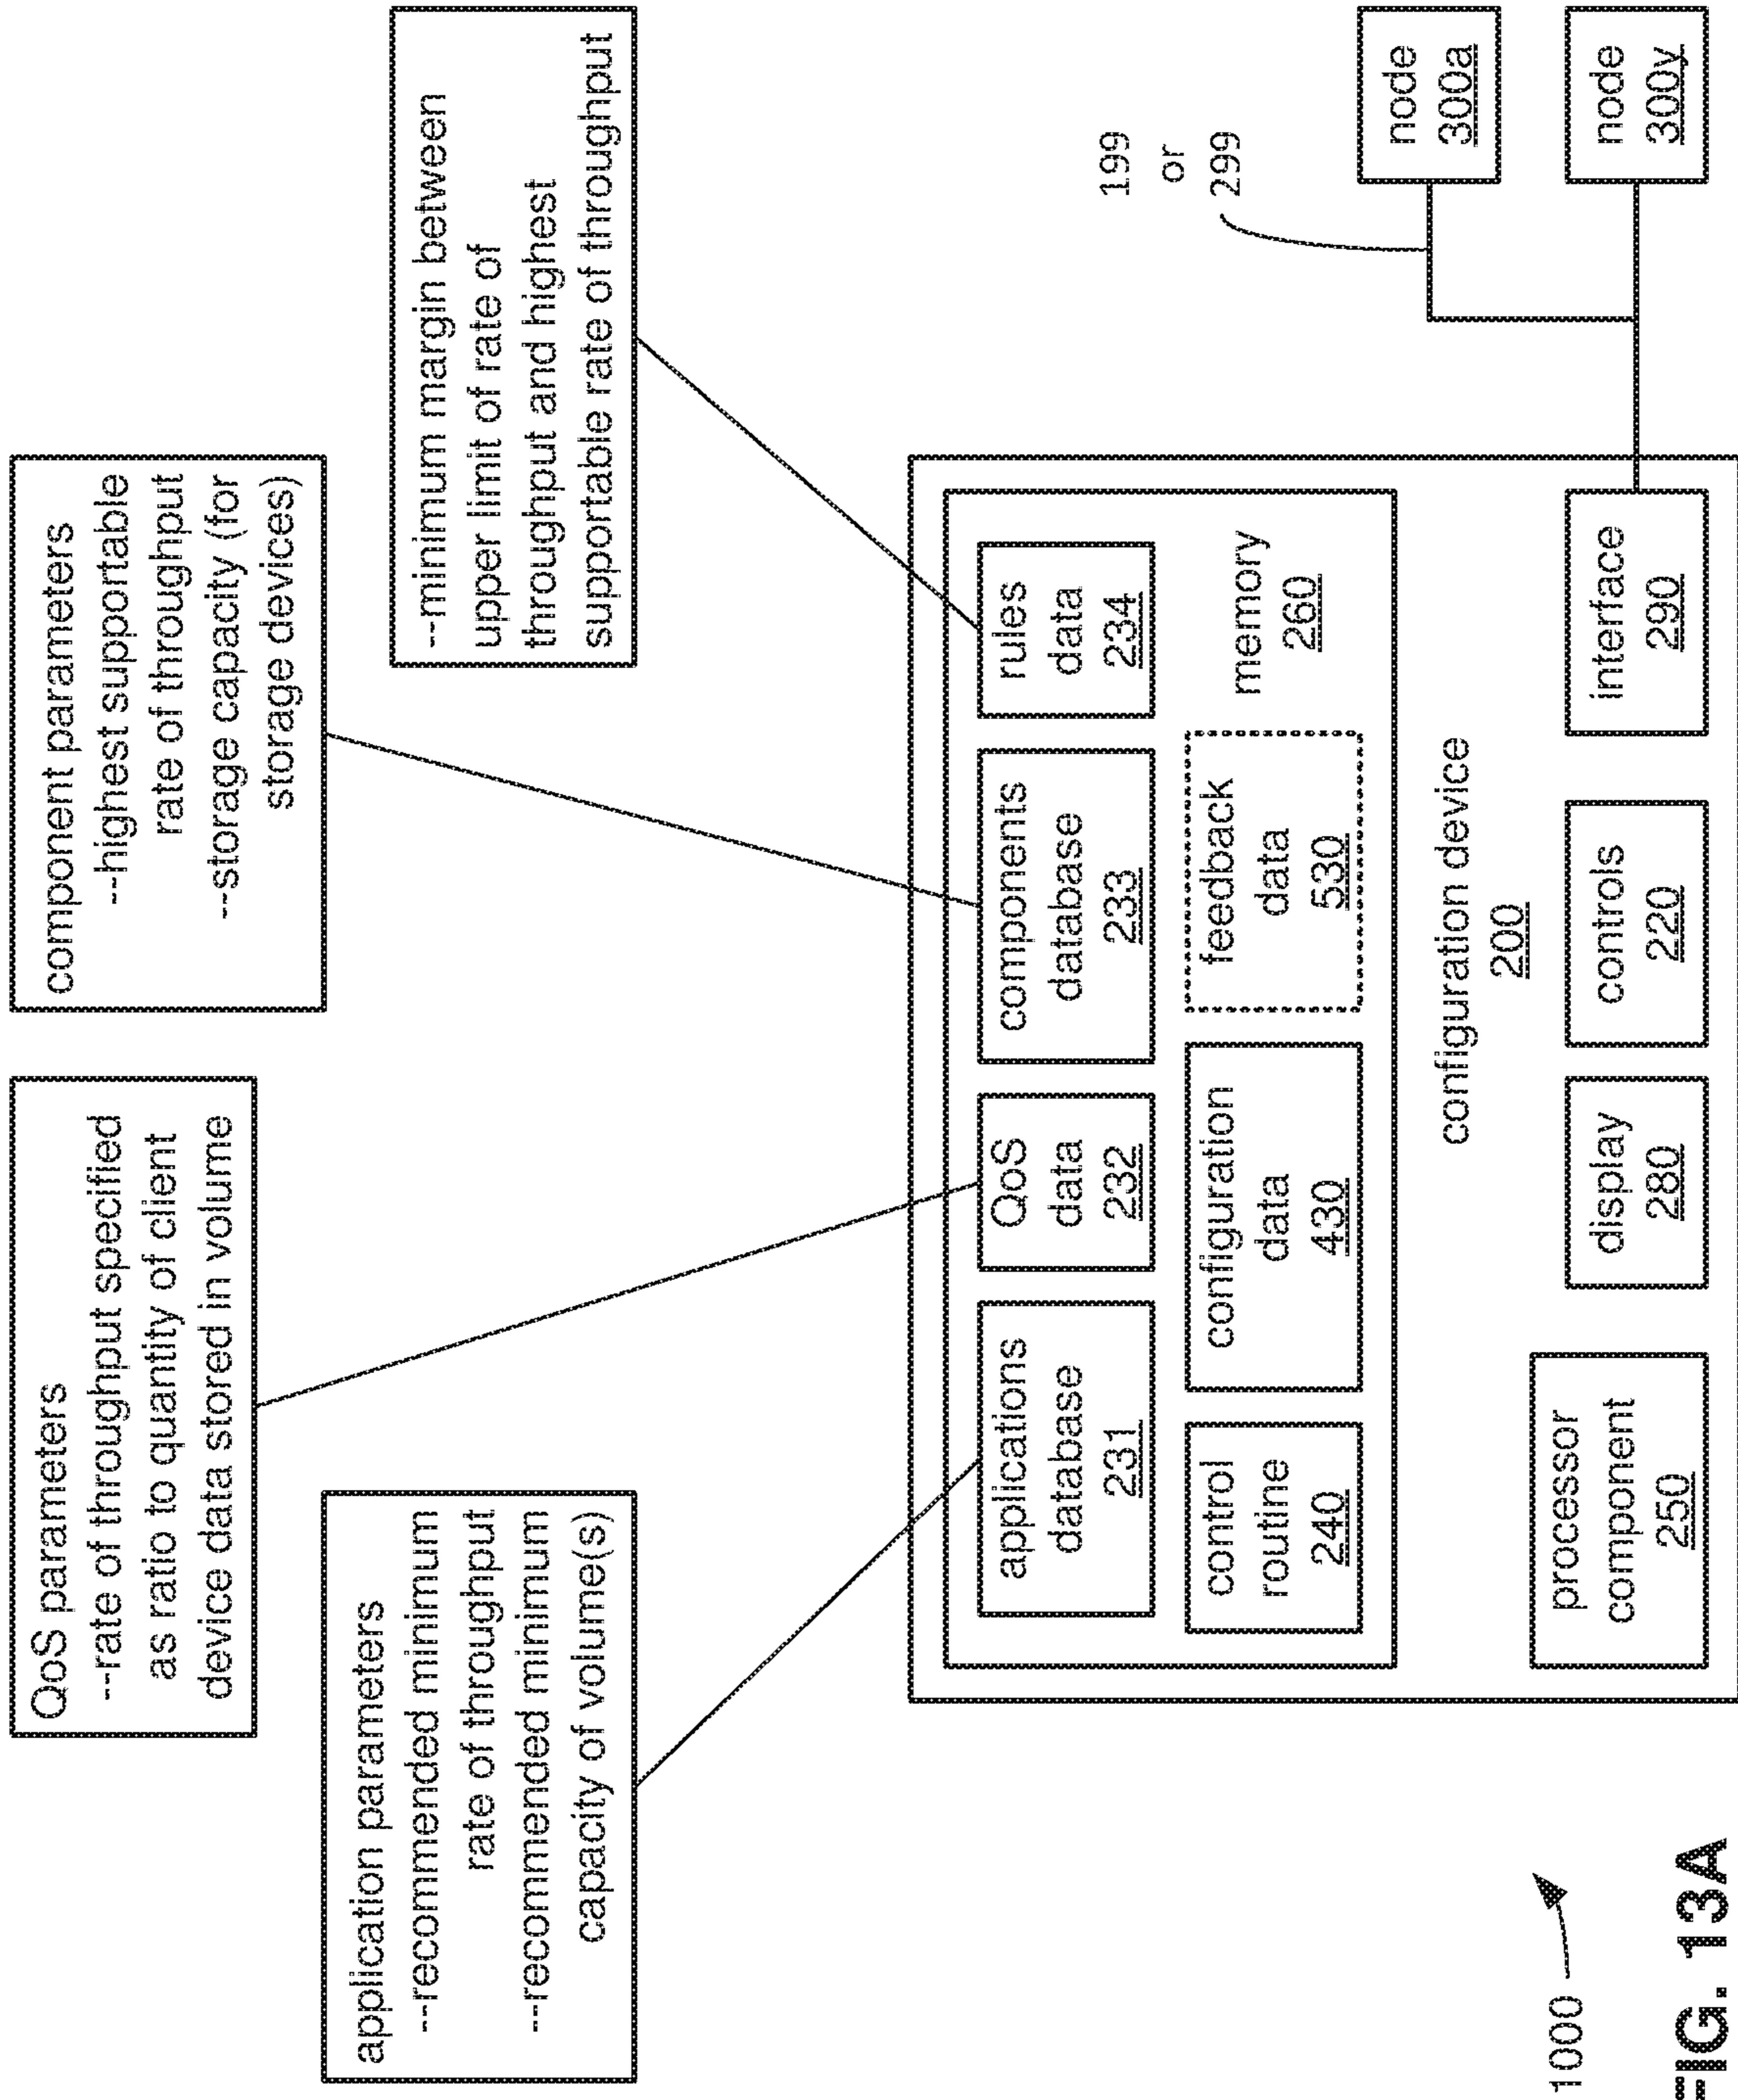 QoS parameters
--rate of throughput specified
as ratio to quantity of client
device data stored in volume
component parameters
--highest supportable
rate of throughput
--storage capacity (for
storage devices)
application parameters
--recommended minimum
rate of throughput
--recommended minimum
capacity of volume(s)
--minimum margin between
upper limit of rate of
throughput and highest
supportable rate of throughput
applications
database
231
QoS
data
232
components
database
233
rules
data
234
control
routine
240
configuration
data
430
feedback
data
530
memory
260
configuration device
200
processor
component
250
display
280
controls
220
interface
290
199
or
299
node
300a
node
300y
1000
FIG. 13A